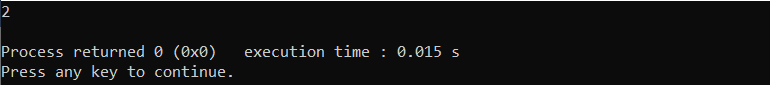 2
Process returned 0 (0x0)   execution time : 0.015 s
Press any key to continue.